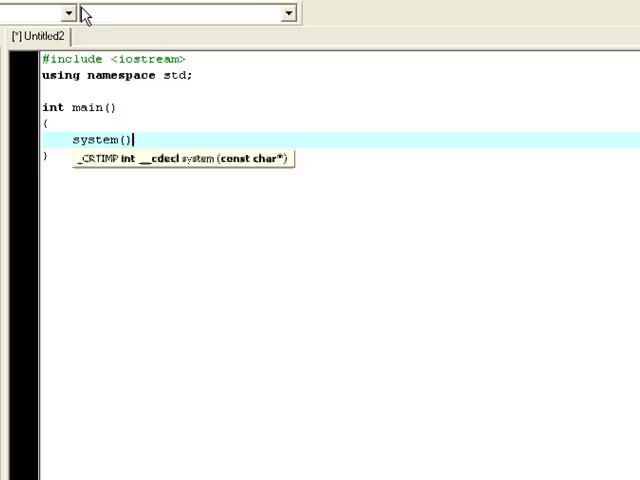 [*] Untitled2
#include <iostream>
using namespace std;
int main()
{
system()
}
_CRTIMP int __cdecl system (const char*)